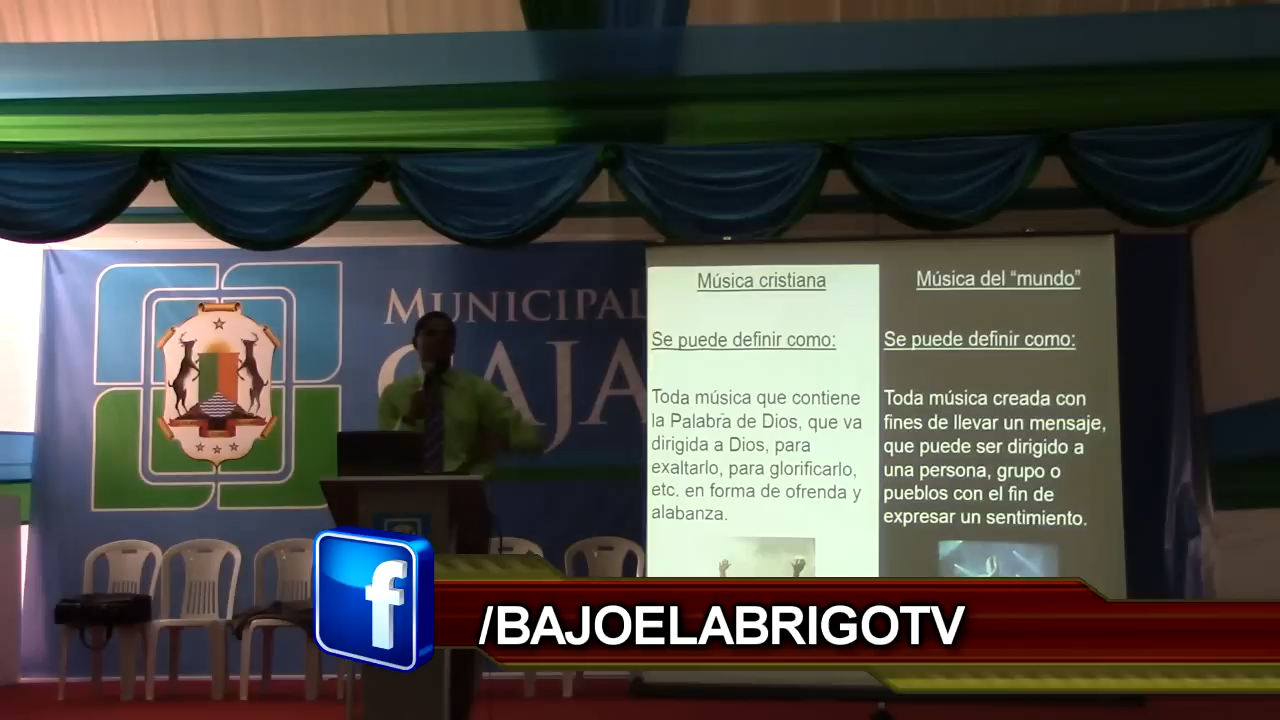 MUNICIPAL
CAJA
Música cristiana
Se puede definir como:
Toda música que contiene
la Palabra de Dios, que va
dirigida a Dios, para
exaltarlo, para glorificarlo,
etc. en forma de ofrenda y
alabanza.
Música del “mundo”
Se puede definir como:
Toda música creada con
fines de llevar un mensaje,
que puede ser dirigido a
una persona, grupo o
pueblos con el fin de
expresar un sentimiento.
f
/BAJOELABRIGOTV